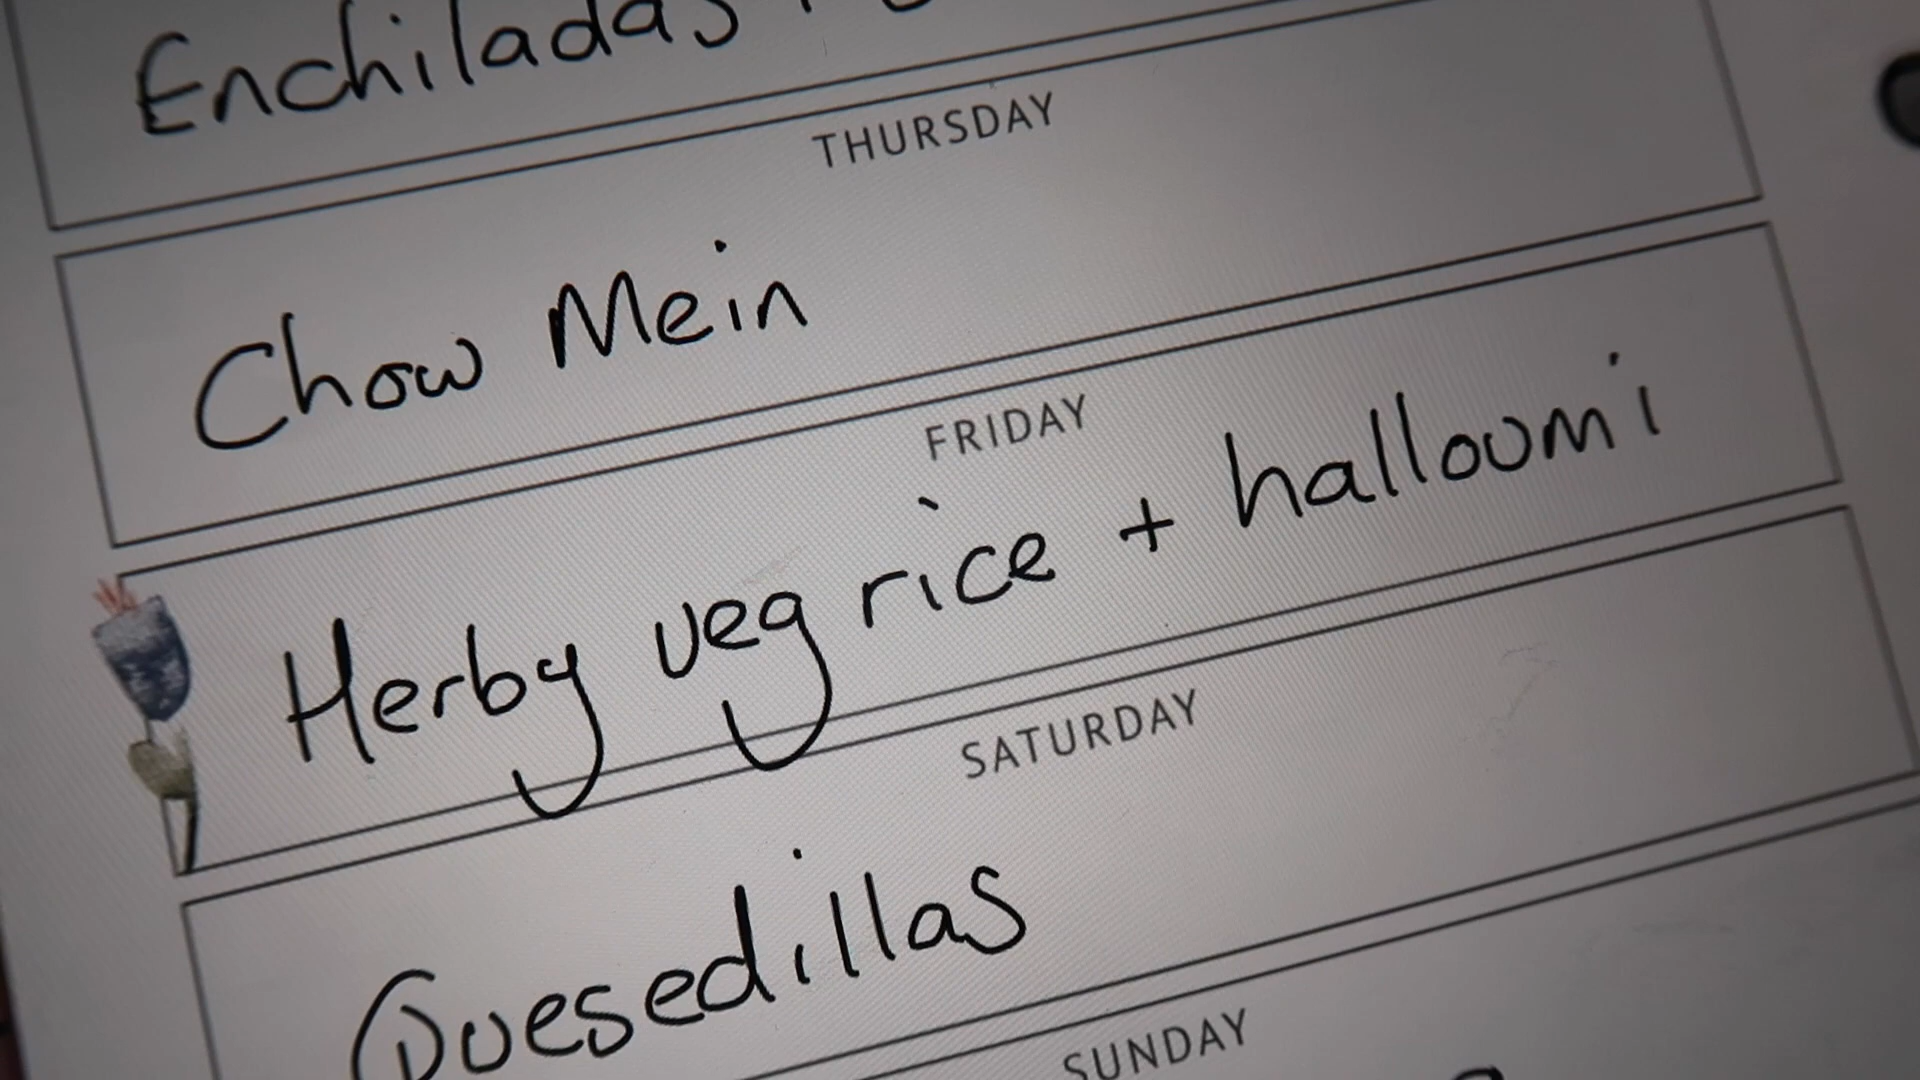 Enchiladas
THURSDAY
Chow Mein
FRIDAY
Herby veg rice + halloumi
SATURDAY
Quesedillas
SUNDAY